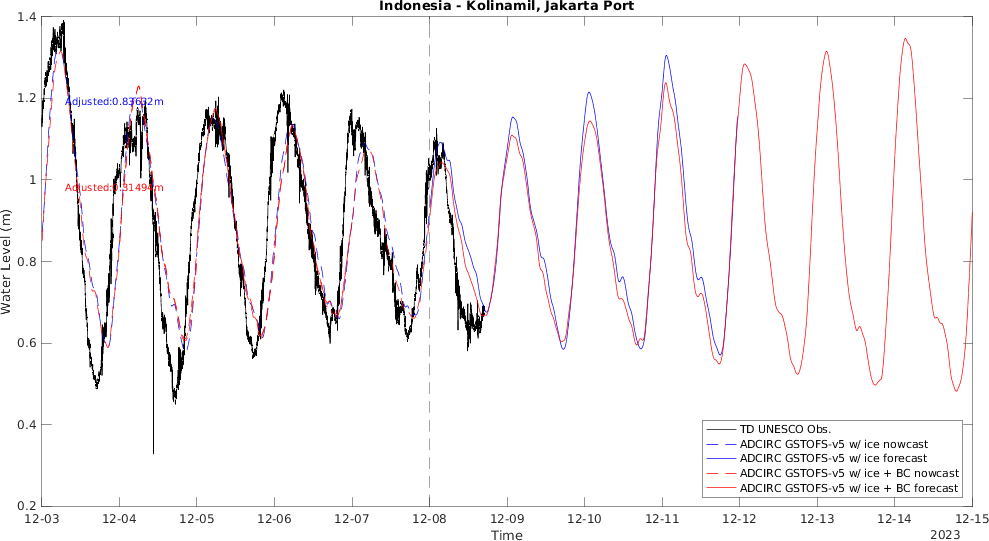 Indonesia - Kolinamil, Jakarta Port
1.4
1.2
1
0.8
0.6
0.4
0.2
Water Level (m)
Adjusted:0.83632m
Adjusted:0.31494m
TD UNESCO Obs.
ADCIRC GSTOFS-v5 w/ ice nowcast
ADCIRC GSTOFS-v5 w/ ice forecast
ADCIRC GSTOFS-v5 w/ ice + BC nowcast
ADCIRC GSTOFS-v5 w/ ice + BC forecast
12-03 12-04 12-05 12-06 12-07 12-08 12-09 12-10 12-11 12-12 12-13 12-14 12-15
Time
2023